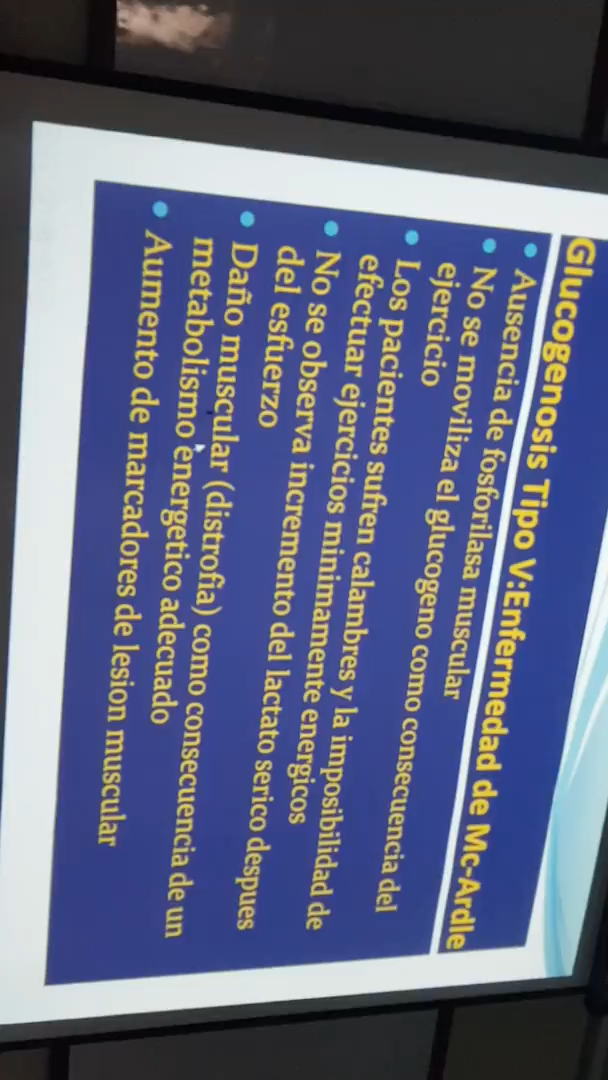 Glucogenosis Tipo V:Enfermedad de Mc-Ardle
• Ausencia de fosforilasa muscular
• No se moviliza el glucogeno como consecuencia del
ejercicio
• Los pacientes sufren calambres y la imposibilidad de
efectuar ejercicios minimamente energicos
• No se observa incremento del lactato serico despues
del esfuerzo
• Daño muscular (distrofia) como consecuencia de un
metabolismo energetico adecuado
• Aumento de marcadores de lesion muscular